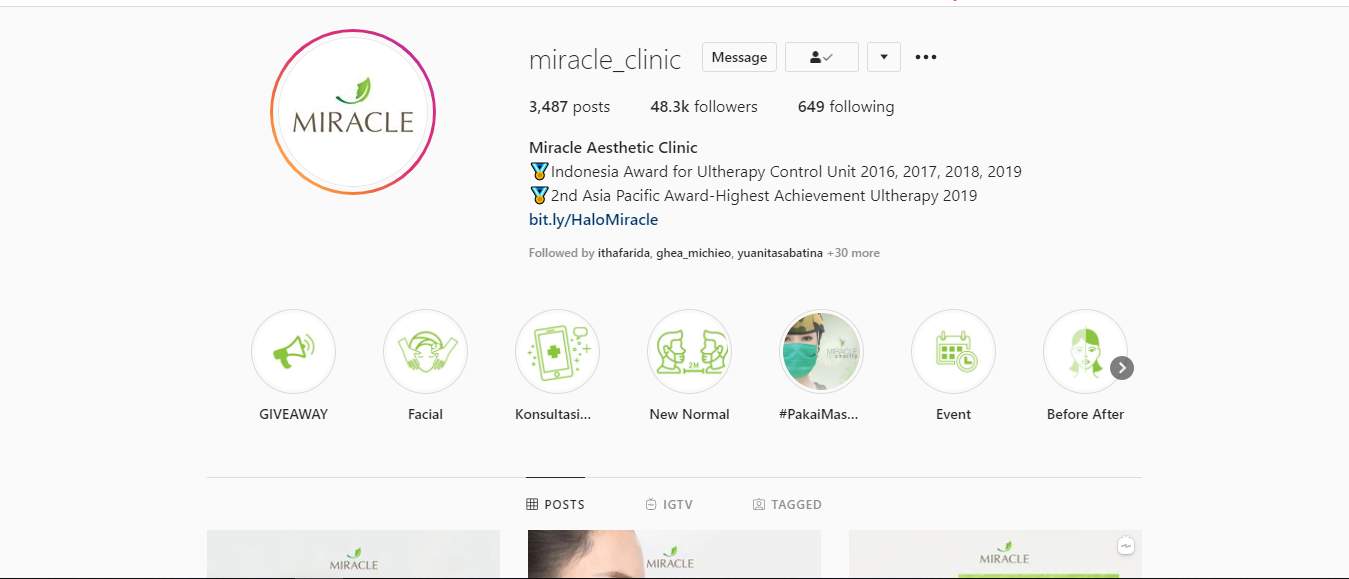 MIRACLE
miracle_clinic Message
3,487 posts 48.3k followers 649 following
Miracle Aesthetic Clinic
🏅Indonesia Award for Ultherapy Control Unit 2016, 2017, 2018, 2019
🏅2nd Asia Pacific Award-Highest Achievement Ultherapy 2019
bit.ly/HaloMiracle
Followed by ithafarida, ghea_michieo, yuanitasabatina +30 more
2M
MIRACLE
GIVEAWAY Facial Konsultasi... New Normal #PakaiMas... Event Before After
POSTS IGTV TAGGED
MIRACLE MIRACLE MIRACLE